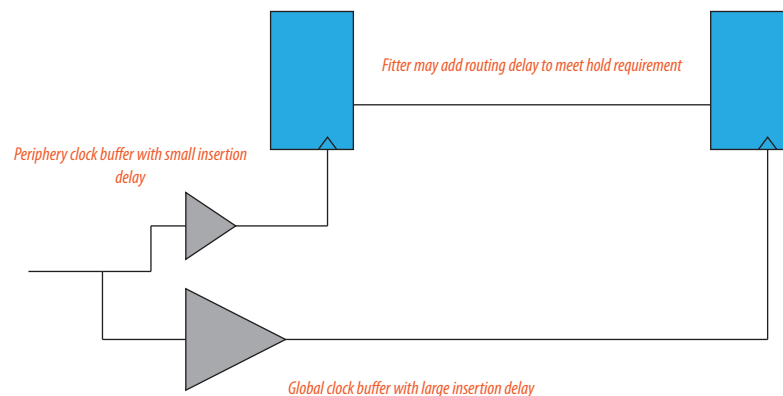 Fitter may add routing delay to meet hold requirement
Periphery clock buffer with small insertion
delay
Global clock buffer with large insertion delay